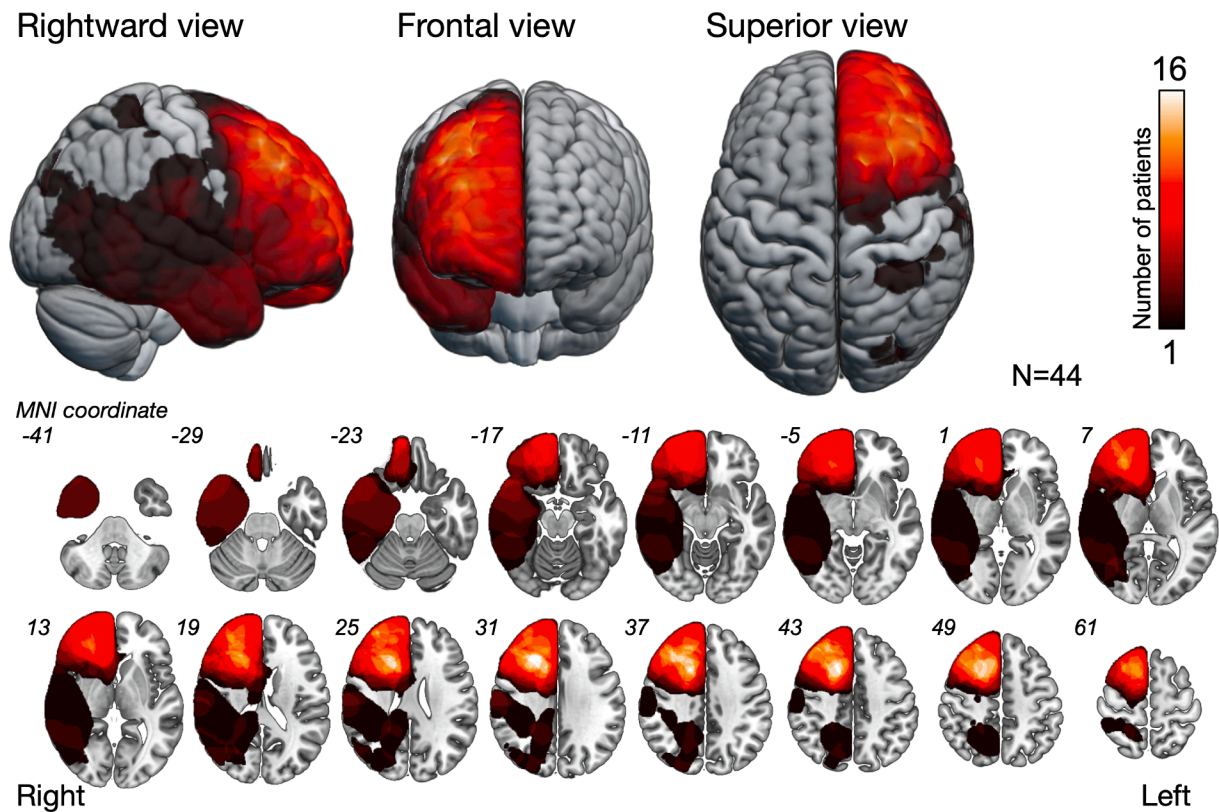 Rightward view
Frontal view
Superior view
16
Number of patients
1
N=44
MNI coordinate
-41 -29 -23 -17 -11 -5 1 7
13 19 25 31 37 43 49 61
Right
Left